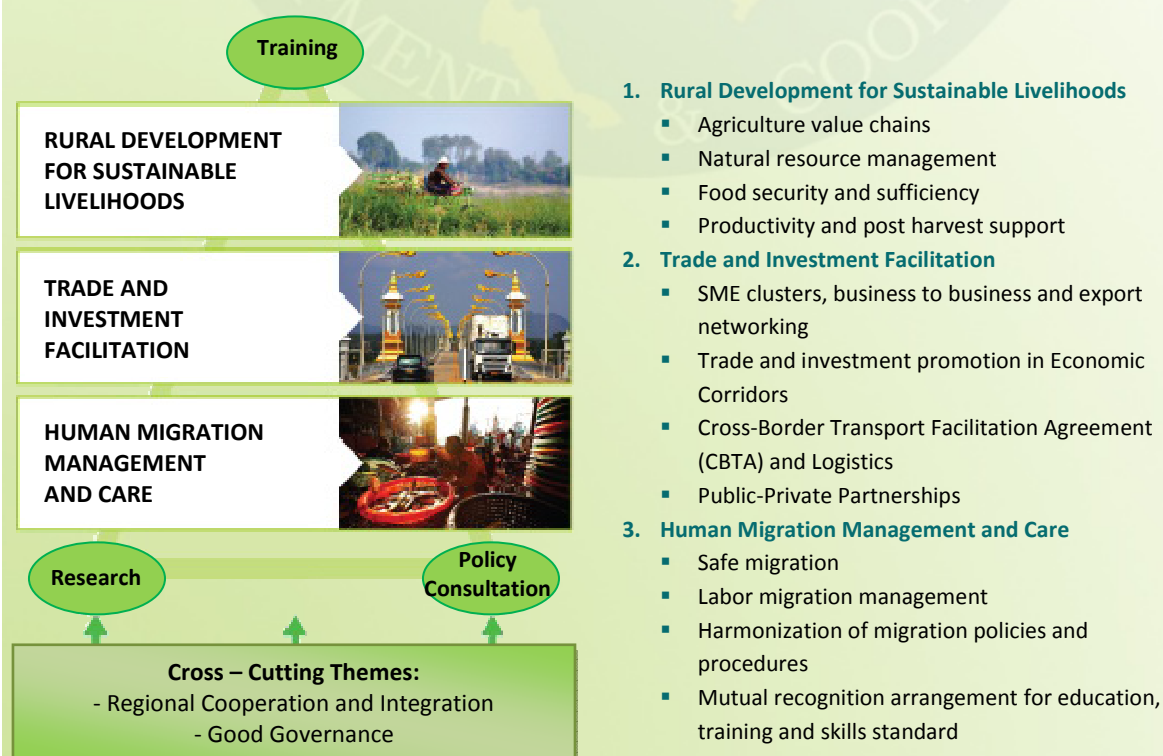 Training
RURAL DEVELOPMENT
FOR SUSTAINABLE
LIVELIHOODS
TRADE AND
INVESTMENT
FACILITATION
HUMAN MIGRATION
MANAGEMENT
AND CARE
Research
Policy
Consultation
Cross – Cutting Themes:
- Regional Cooperation and Integration
- Good Governance
1. Rural Development for Sustainable Livelihoods
▪ Agriculture value chains
▪ Natural resource management
▪ Food security and sufficiency
▪ Productivity and post harvest support
2. Trade and Investment Facilitation
▪ SME clusters, business to business and export
networking
▪ Trade and investment promotion in Economic
Corridors
▪ Cross-Border Transport Facilitation Agreement
(CBTA) and Logistics
▪ Public-Private Partnerships
3. Human Migration Management and Care
▪ Safe migration
▪ Labor migration management
▪ Harmonization of migration policies and
procedures
▪ Mutual recognition arrangement for education,
training and skills standard